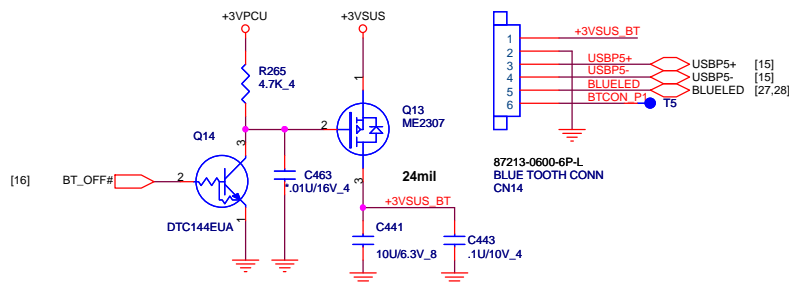 +3VPCU
+3VSUS
R265
4.7K_4
1
Q13
ME2307
2
3
Q14
3
2
1
[16]
BT_OFF#
DTC144EUA
C463
*.01U/16V_4
24mil
+3VSUS_BT
C441
10U/6.3V_8
C443
.1U/10V_4
1
2
3
4
5
6
+3VSUS_BT
USBP5+
USBP5-
BLUELED
BTCON_P1
USBP5+ [15]
USBP5- [15]
BLUELED [27,28]
T5
87213-0600-6P-L
BLUE TOOTH CONN
CN14